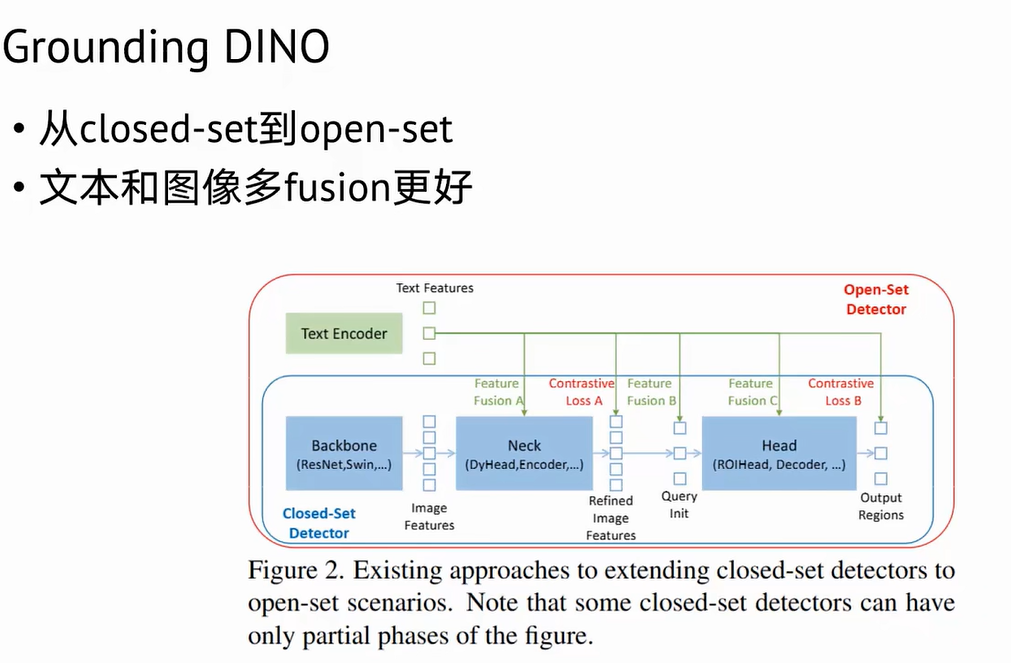 Grounding DINO
• 从closed-set到open-set
• 文本和图像多fusion更好
Text Features
Open-Set
Detector
Text Encoder
Feature
Fusion A
Contrastive
Loss A
Feature
Fusion B
Feature
Fusion C
Contrastive
Loss B
Backbone
(ResNet,Swin,...)
Neck
(DyHead,Encoder,...)
Head
(ROIHead, Decoder, ...)
Closed-Set
Detector
Image
Features
Refined
Image
Features
Query
Init
Output
Regions
Figure 2. Existing approaches to extending closed-set detectors to
open-set scenarios. Note that some closed-set detectors can have
only partial phases of the figure.